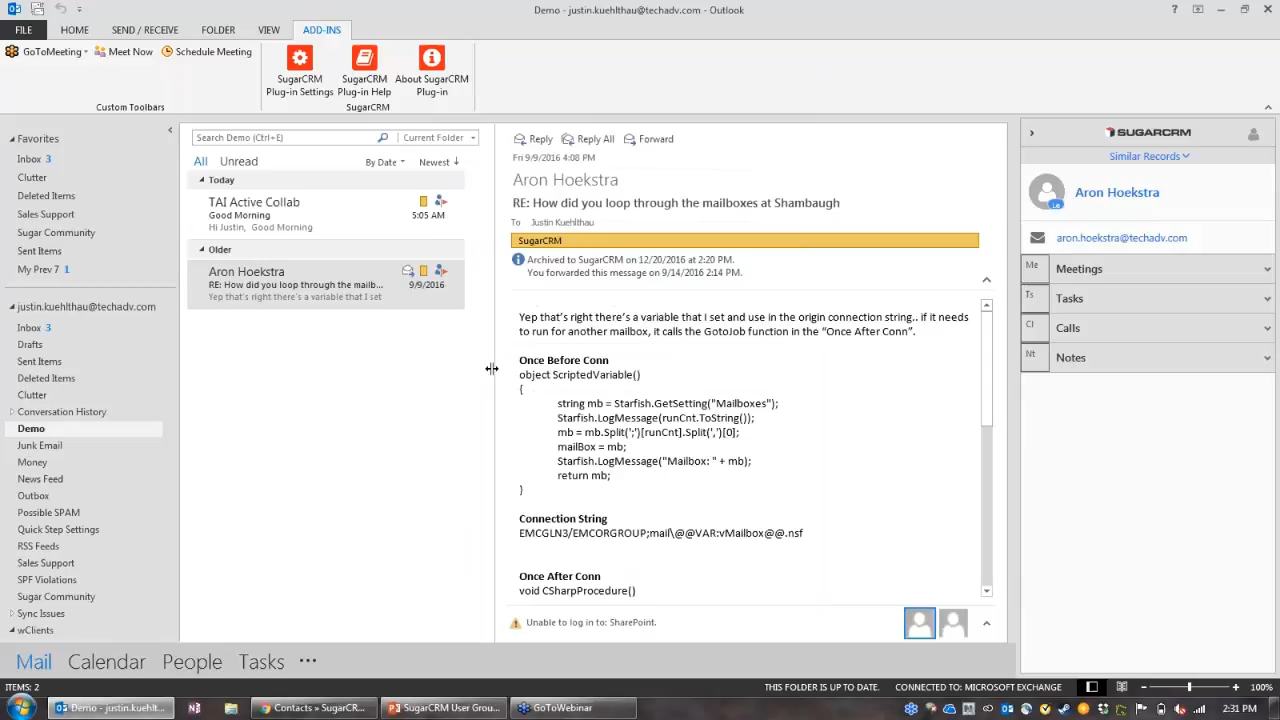 Demo - justin.kuehlthau@techadv.com - Outlook
FILE
HOME
SEND / RECEIVE
FOLDER
VIEW
ADD-INS
GoToMeeting
Meet Now
Schedule Meeting
SugarCRM
Plug-in Settings
SugarCRM
Plug-in Help
About SugarCRM
Plug-in
Custom Toolbars
SugarCRM
Favorites
Inbox 3
Clutter
Deleted Items
Sales Support
Sugar Community
Sent Items
My Prev 7 1
justin.kuehlthau@techadv.com
Inbox 3
Drafts
Sent Items
Deleted Items
Clutter
Conversation History
Demo
Junk Email
Money
News Feed
Outbox
Possible SPAM
Quick Step Settings
RSS Feeds
Sales Support
SPF Violations
Sugar Community
Sync Issues
wClients
Search Demo (Ctrl+E)
Current Folder
All
Unread
By Date
Newest
Today
TAI Active Collab
Good Morning
5:05 AM
Hi Justin, Good Morning
Older
Aron Hoekstra
RE: How did you loop through the mailb...
9/9/2016
Yep that's right there's a variable that I set
Reply
Reply All
Forward
Fri 9/9/2016 4:08 PM
Aron Hoekstra
RE: How did you loop through the mailboxes at Shambaugh
To Justin Kuehlthau
SugarCRM
Archived to SugarCRM on 12/20/2016 at 2:20 PM.
You forwarded this message on 9/14/2016 2:14 PM.
Yep that's right there's a variable that I set and use in the origin connection string.. if it needs
to run for another mailbox, it calls the GotoJob function in the "Once After Conn".
Once Before Conn
object ScriptedVariable()
{
string mb = Starfish.GetSetting("Mailboxes");
Starfish.LogMessage(runCnt.ToString());
mb = mb.Split(';')[runCnt].Split(',')[0];
mailBox = mb;
Starfish.LogMessage("Mailbox: " + mb);
return mb;
}
Connection String
EMCGLN3/EMCORGROUP;mail\@@VAR:vMailbox@@.nsf
Once After Conn
void CSharpProcedure()
Unable to log in to: SharePoint.
SUGARCRM
Similar Records
Aron Hoekstra
Le
aron.hoekstra@techadv.com
Me
Meetings
Ts
Tasks
Cl
Calls
Nt
Notes
Mail
Calendar
People
Tasks
ITEMS: 2
THIS FOLDER IS UP TO DATE.
CONNECTED TO: MICROSOFT EXCHANGE
100%
Demo - justin.kuehlt...
Contacts » SugarCR...
SugarCRM User Grou...
GoToWebinar
2:31 PM